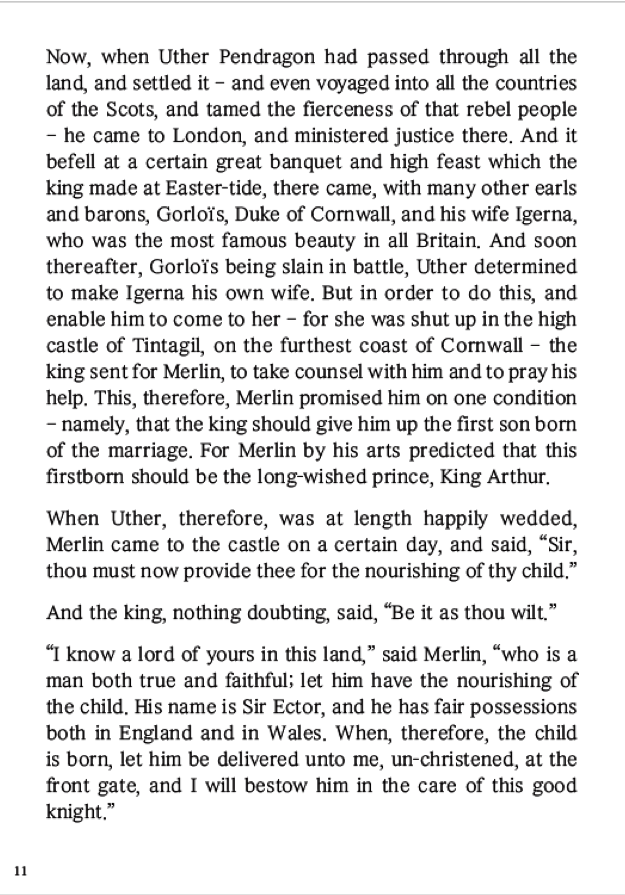 Now, when Uther Pendragon had passed through all the
land, and settled it – and even voyaged into all the countries
of the Scots, and tamed the fierceness of that rebel people
– he came to London, and ministered justice there. And it
befell at a certain great banquet and high feast which the
king made at Easter-tide, there came, with many other earls
and barons, Gorloïs, Duke of Cornwall, and his wife Igerna,
who was the most famous beauty in all Britain. And soon
thereafter, Gorloïs being slain in battle, Uther determined
to make Igerna his own wife. But in order to do this, and
enable him to come to her – for she was shut up in the high
castle of Tintagil, on the furthest coast of Cornwall – the
king sent for Merlin, to take counsel with him and to pray his
help. This, therefore, Merlin promised him on one condition
– namely, that the king should give him up the first son born
of the marriage. For Merlin by his arts predicted that this
firstborn should be the long-wished prince, King Arthur.
When Uther, therefore, was at length happily wedded,
Merlin came to the castle on a certain day, and said, “Sir,
thou must now provide thee for the nourishing of thy child.”
And the king, nothing doubting, said, “Be it as thou wilt.”
“I know a lord of yours in this land,” said Merlin, “who is a
man both true and faithful; let him have the nourishing of
the child. His name is Sir Ector, and he has fair possessions
both in England and in Wales. When, therefore, the child
is born, let him be delivered unto me, un-christened, at the
front gate, and I will bestow him in the care of this good
knight.”
11